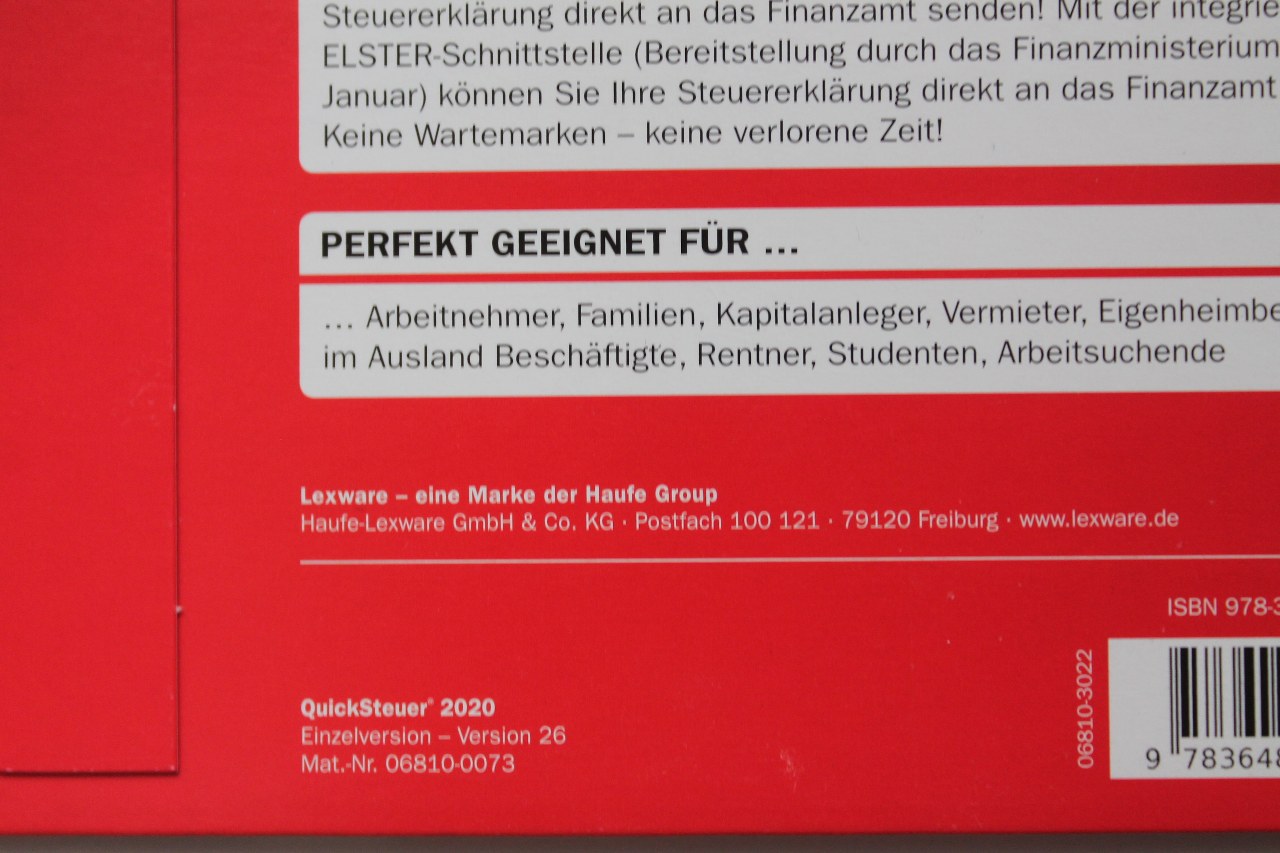 Steuererklärung direkt an das Finanzamt senden! Mit der
ELSTER-Schnittstelle (Bereitstellung durch das Finanzministerium
Januar) können Sie Ihre Steuererklärung direkt an das Finanzamt
Keine Wartemarken – keine verlorene Zeit!
PERFEKT GEEIGNET FÜR ...
... Arbeitnehmer, Familien, Kapitalanleger, Vermieter,
im Ausland Beschäftigte, Rentner, Studenten, Arbeitsuchende
Lexware – eine Marke der Haufe Group
Haufe-Lexware GmbH & Co. KG · Postfach 100 121 · 79120 Freiburg · www.lexware.de
ISBN 978-3
06810-3022
9 783648
QuickSteuer® 2020
Einzelversion – Version 26
Mat.-Nr. 06810-0073